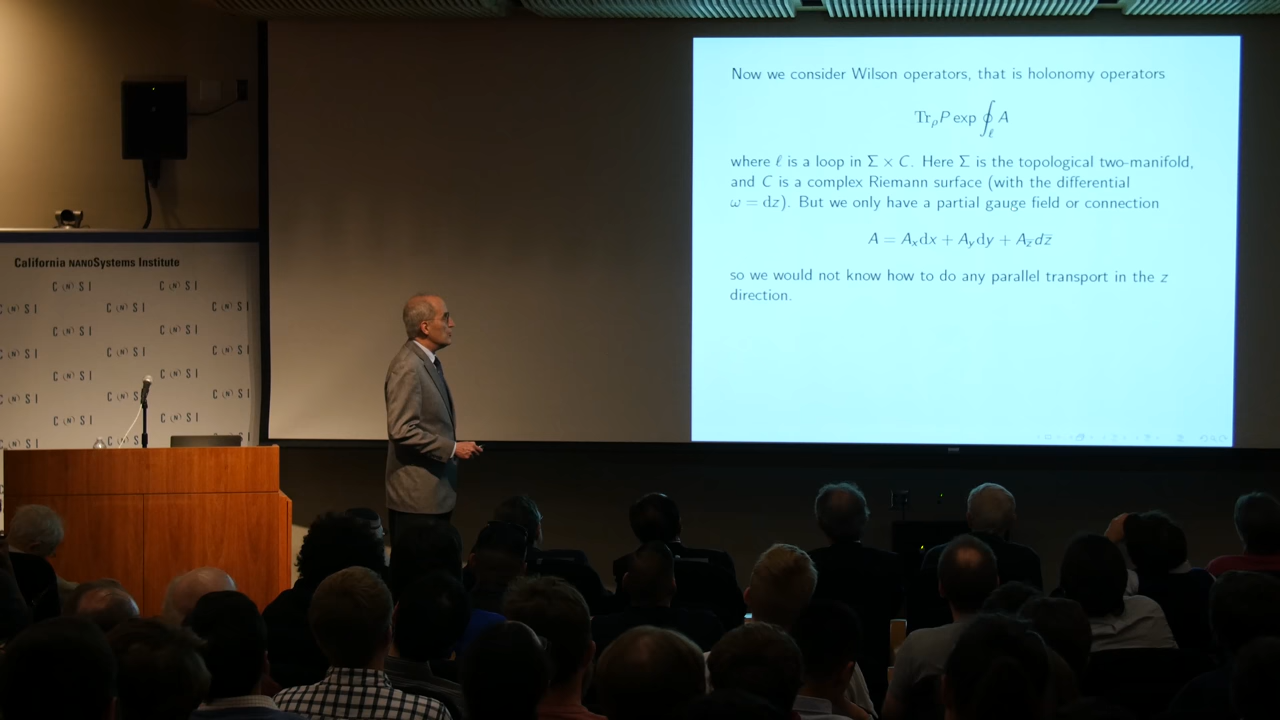 Now we consider Wilson operators, that is holonomy operators
Tr_ρ P exp ∮_ℓ A
where ℓ is a loop in Σ × C. Here Σ is the topological two-manifold,
and C is a complex Riemann surface (with the differential
ω = dz). But we only have a partial gauge field or connection
A = A_x dx + A_y dy + A_z̄ dz̄
so we would not know how to do any parallel transport in the z
direction.
California NANOSystems Institute
C (N) S I C (N) S I
C (N) S I C (N) S I C (N) S I
C (N) S I C (N) S I
C (N) S I C (N) S I C (N) S I
C (N) S I C (N) S I
C (N) S I C (N) S I C (N) S I
C (N) S I C (N) S I
C (N) S I C (N) S I